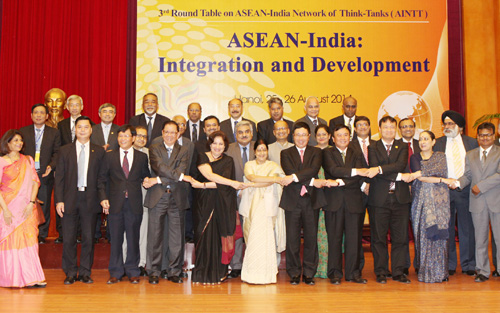 3rd Round Table on ASEAN-India Network of Think-Tanks (AINTT)
ASEAN-India:
Integration and Development
Hanoi, 25 - 26 August 2014